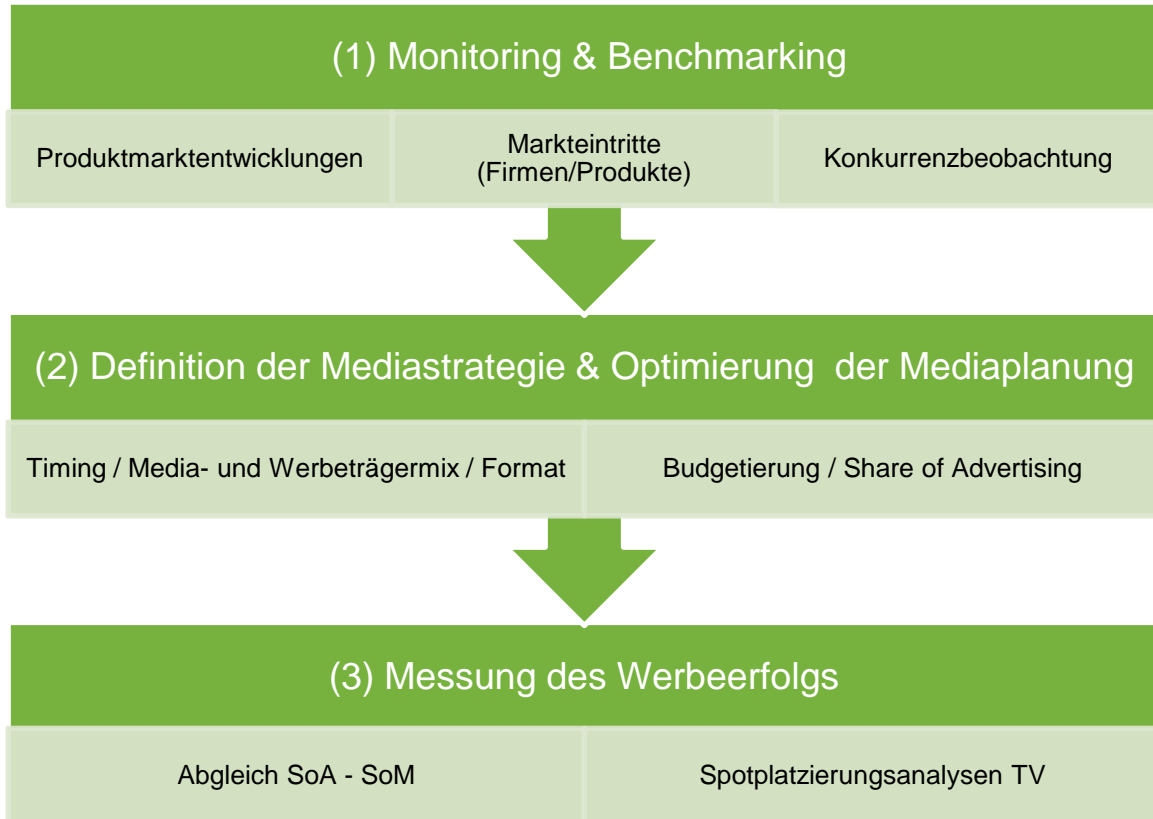 (1) Monitoring & Benchmarking
Produktmarktentwicklungen
Markteintritte
(Firmen/Produkte)
Konkurrenzbeobachtung
(2) Definition der Mediastrategie & Optimierung  der Mediaplanung
Timing / Media- und Werbeträgermix / Format
Budgetierung / Share of Advertising
(3) Messung des Werbeerfolgs
Abgleich SoA - SoM
Spotplatzierungsanalysen TV